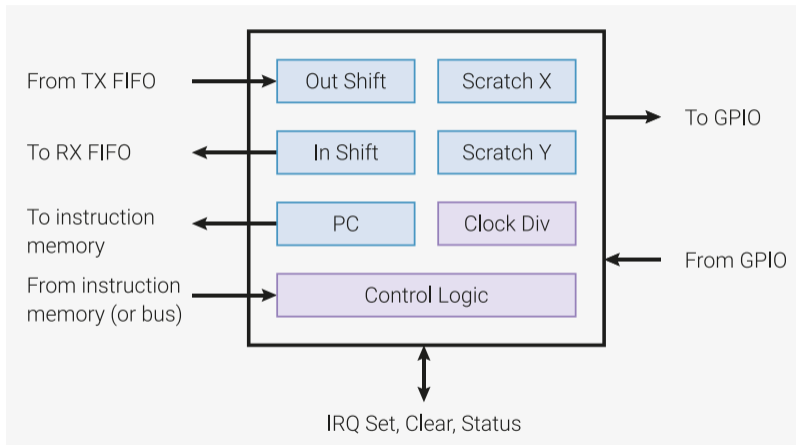 From TX FIFO
Out Shift
Scratch X
To GPIO
To RX FIFO
In Shift
Scratch Y
To instruction
memory
PC
Clock Div
From GPIO
From instruction
memory (or bus)
Control Logic
IRQ Set, Clear, Status